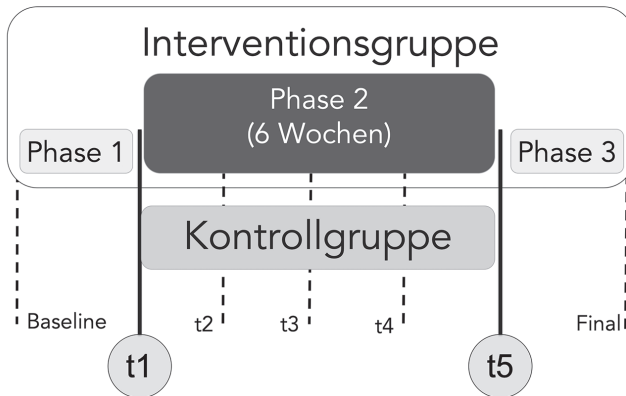 Interventionsgruppe
Phase 2
(6 Wochen)
Phase 1
Phase 3
Kontrollgruppe
Baseline
t2
t3
t4
Final
t1
t5